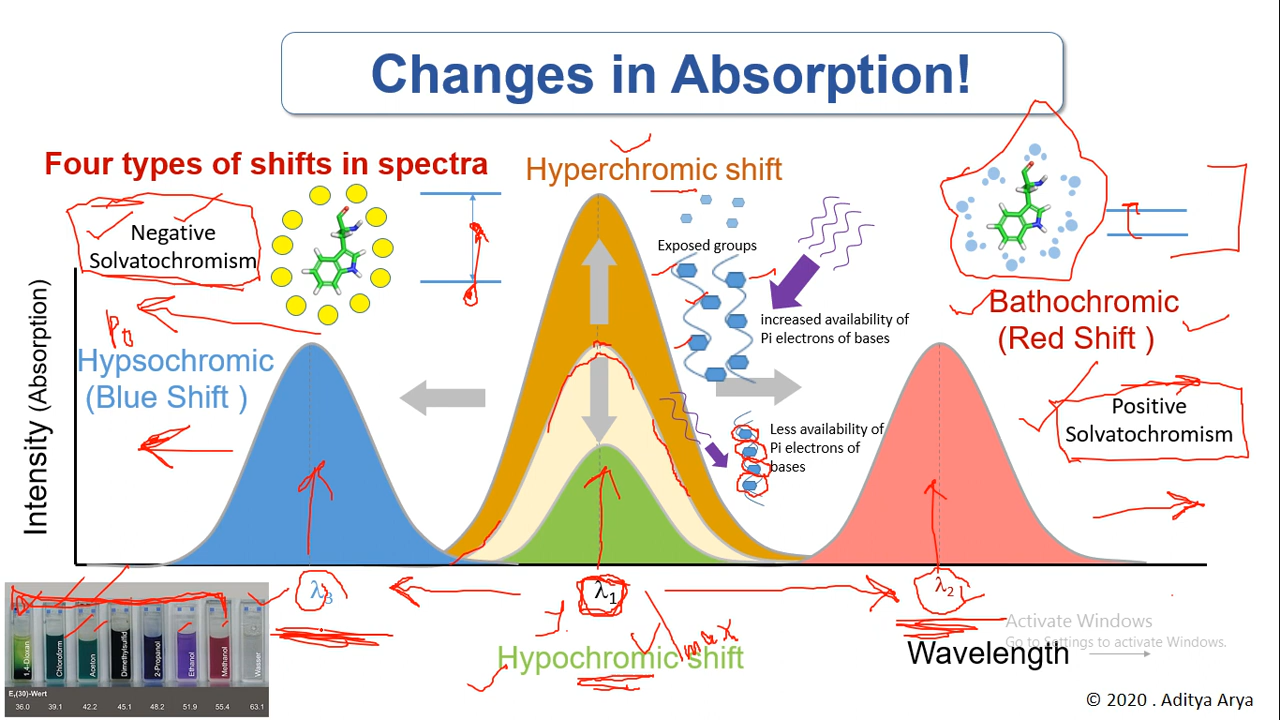 Changes in Absorption!
Four types of shifts in spectra
Hyperchromic shift
Negative
Solvatochromism
Exposed groups
increased availability of
Pi electrons of bases
Bathochromic
(Red Shift )
Po
Hypsochromic
(Blue Shift )
Positive
Solvatochromism
Less availability of
Pi electrons of
bases
Intensity (Absorption)
λ3
λ1
λ2
max
Hypochromic shift
Wavelength
Activate Windows
Go to Settings to activate Windows.
1,4-Dioxan
Chloroform
Aceton
Dimethylsulfid
2-Propanol
Ethanol
Methanol
Wasser
E,(30)-Wert
36.0 39.1 42.2 45.1 48.2 51.9 55.4 63.1
© 2020 . Aditya Arya